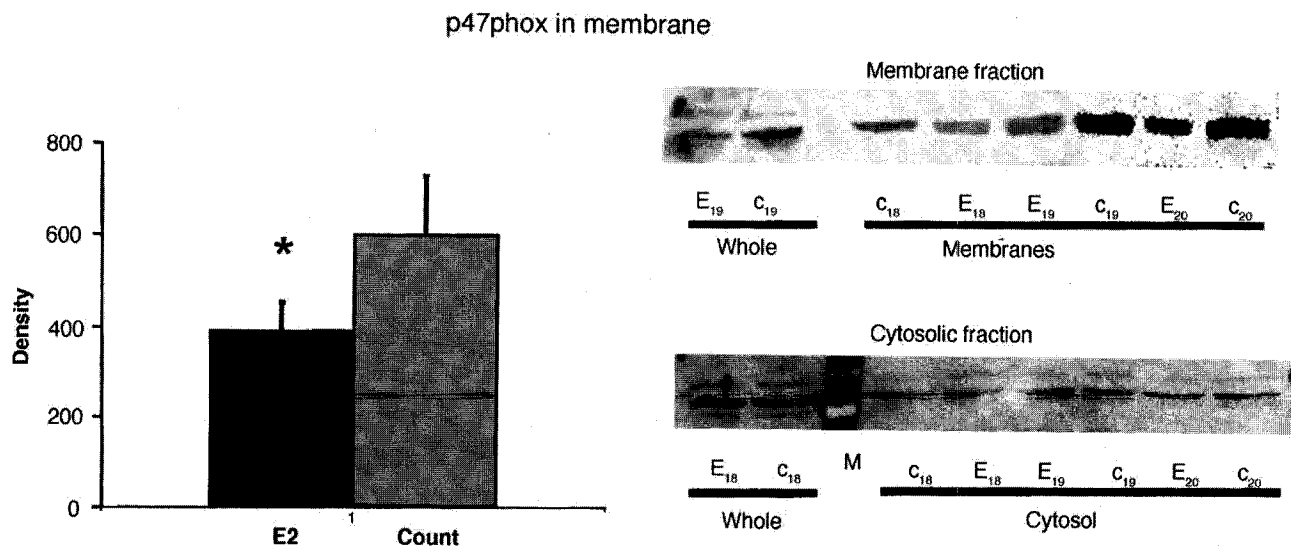 p47phox in membrane
Density
800
600
400
200
0
*
1
E2 Count
Membrane fraction
E19 c19 c18 E18 E19 c19 E20 c20
Whole Membranes
Cytosolic fraction
E18 c18 M c18 E18 E19 c19 E20 c20
Whole Cytosol